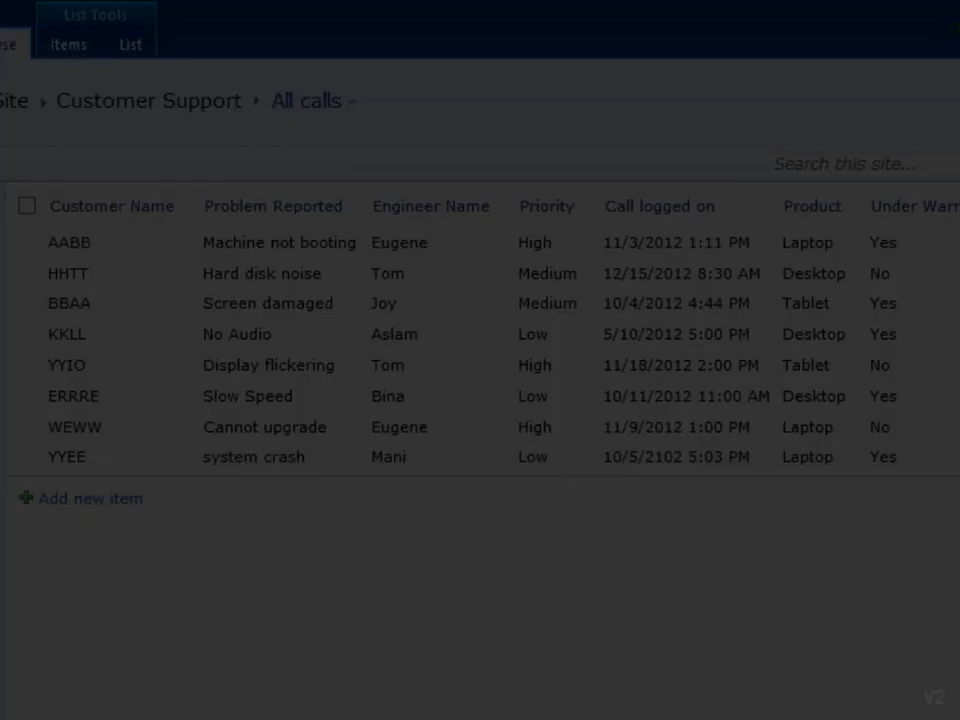 List Tools
Items List
Site ▸ Customer Support ▸ All calls
Search this site...
Customer Name Problem Reported Engineer Name Priority Call logged on Product Under Warr
AABB Machine not booting Eugene High 11/3/2012 1:11 PM Laptop Yes
HHTT Hard disk noise Tom Medium 12/15/2012 8:30 AM Desktop No
BBAA Screen damaged Joy Medium 10/4/2012 4:44 PM Tablet Yes
KKLL No Audio Aslam Low 5/10/2012 5:00 PM Desktop Yes
YYIO Display flickering Tom High 11/18/2012 2:00 PM Tablet No
ERRRE Slow Speed Bina Low 10/11/2012 11:00 AM Desktop Yes
WEWW Cannot upgrade Eugene High 11/9/2012 1:00 PM Laptop No
YYEE system crash Mani Low 10/5/2102 5:03 PM Laptop Yes
Add new item
V2